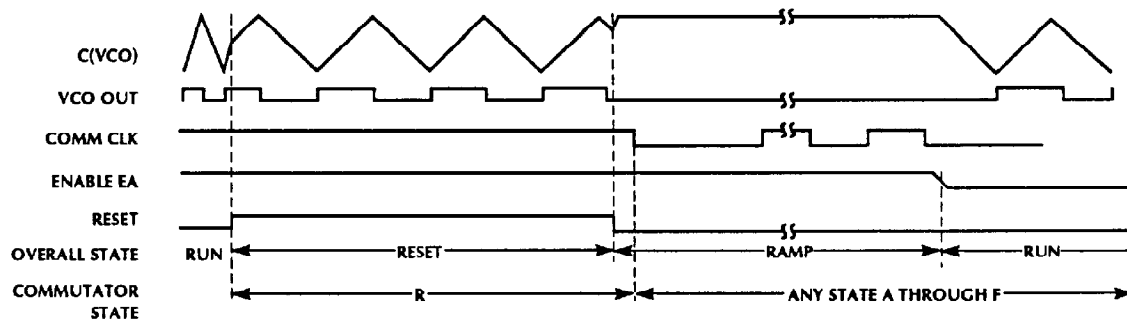 C(VCO)
VCO OUT
COMM CLK
ENABLE EA
RESET
OVERALL STATE RUN RESET RAMP RUN
COMMUTATOR STATE R ANY STATE A THROUGH F